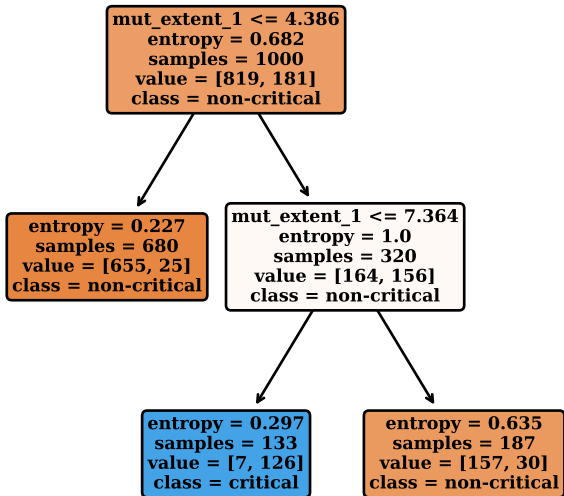 mut_extent_1 <= 4.386
entropy = 0.682
samples = 1000
value = [819, 181]
class = non-critical
entropy = 0.227
samples = 680
value = [655, 25]
class = non-critical
mut_extent_1 <= 7.364
entropy = 1.0
samples = 320
value = [164, 156]
class = non-critical
entropy = 0.297
samples = 133
value = [7, 126]
class = critical
entropy = 0.635
samples = 187
value = [157, 30]
class = non-critical